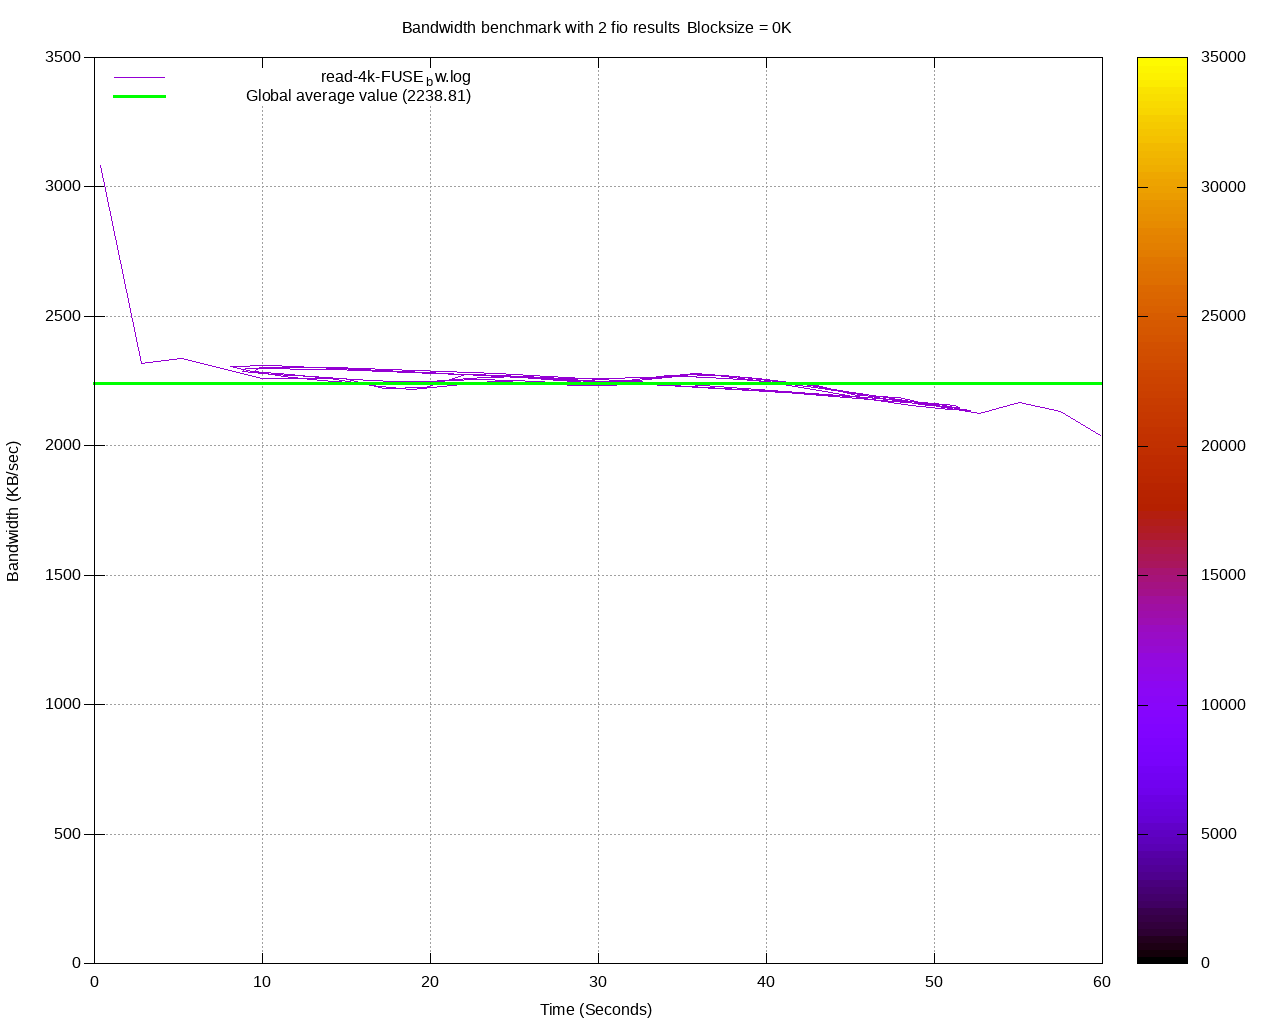 Bandwidth benchmark with 2 fio results Blocksize = 0K
read-4k-FUSEbw.log
Global average value (2238.81)
3500
3000
2500
2000
1500
1000
500
0
Bandwidth (KB/sec)
0 10 20 30 40 50 60
Time (Seconds)
35000
30000
25000
20000
15000
10000
5000
0